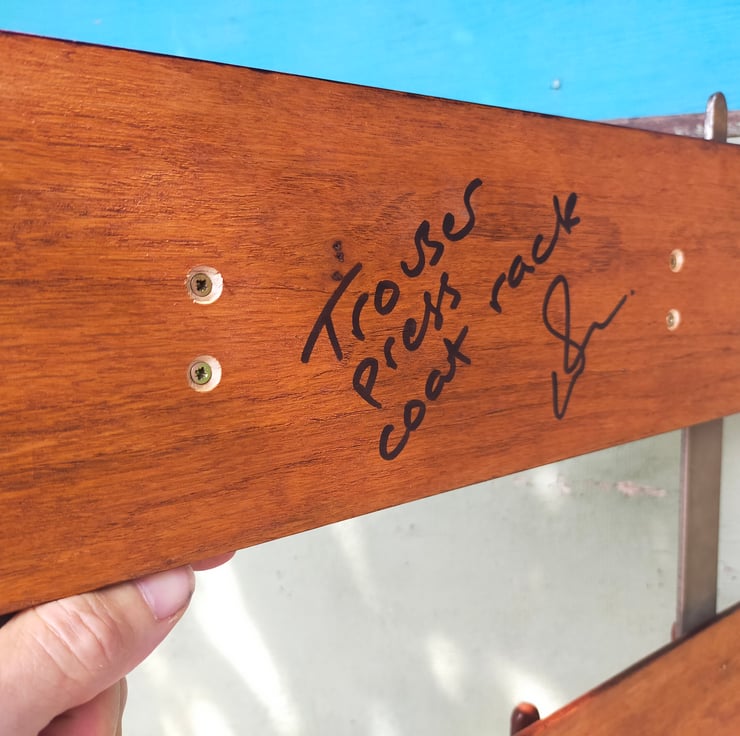 Trouser
press
coat rack